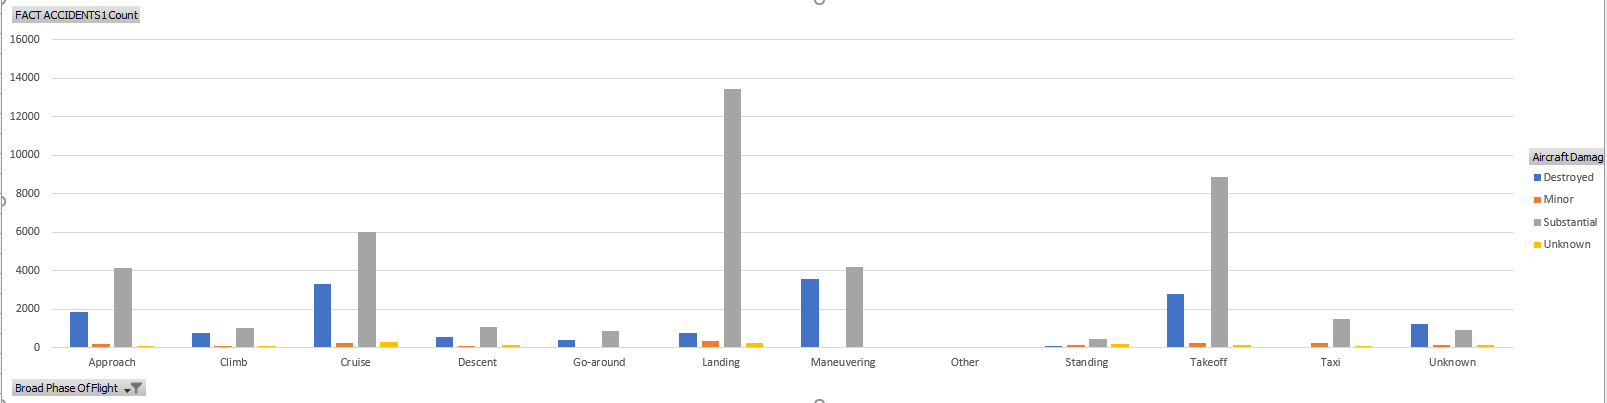 FACT ACCIDENTS1 Count
16000
14000
12000
10000
8000
6000
4000
2000
0
Approach Climb Cruise Descent Go-around Landing Maneuvering Other Standing Takeoff Taxi Unknown
Aircraft Damag
Destroyed
Minor
Substantial
Unknown
Broad Phase Of Flight